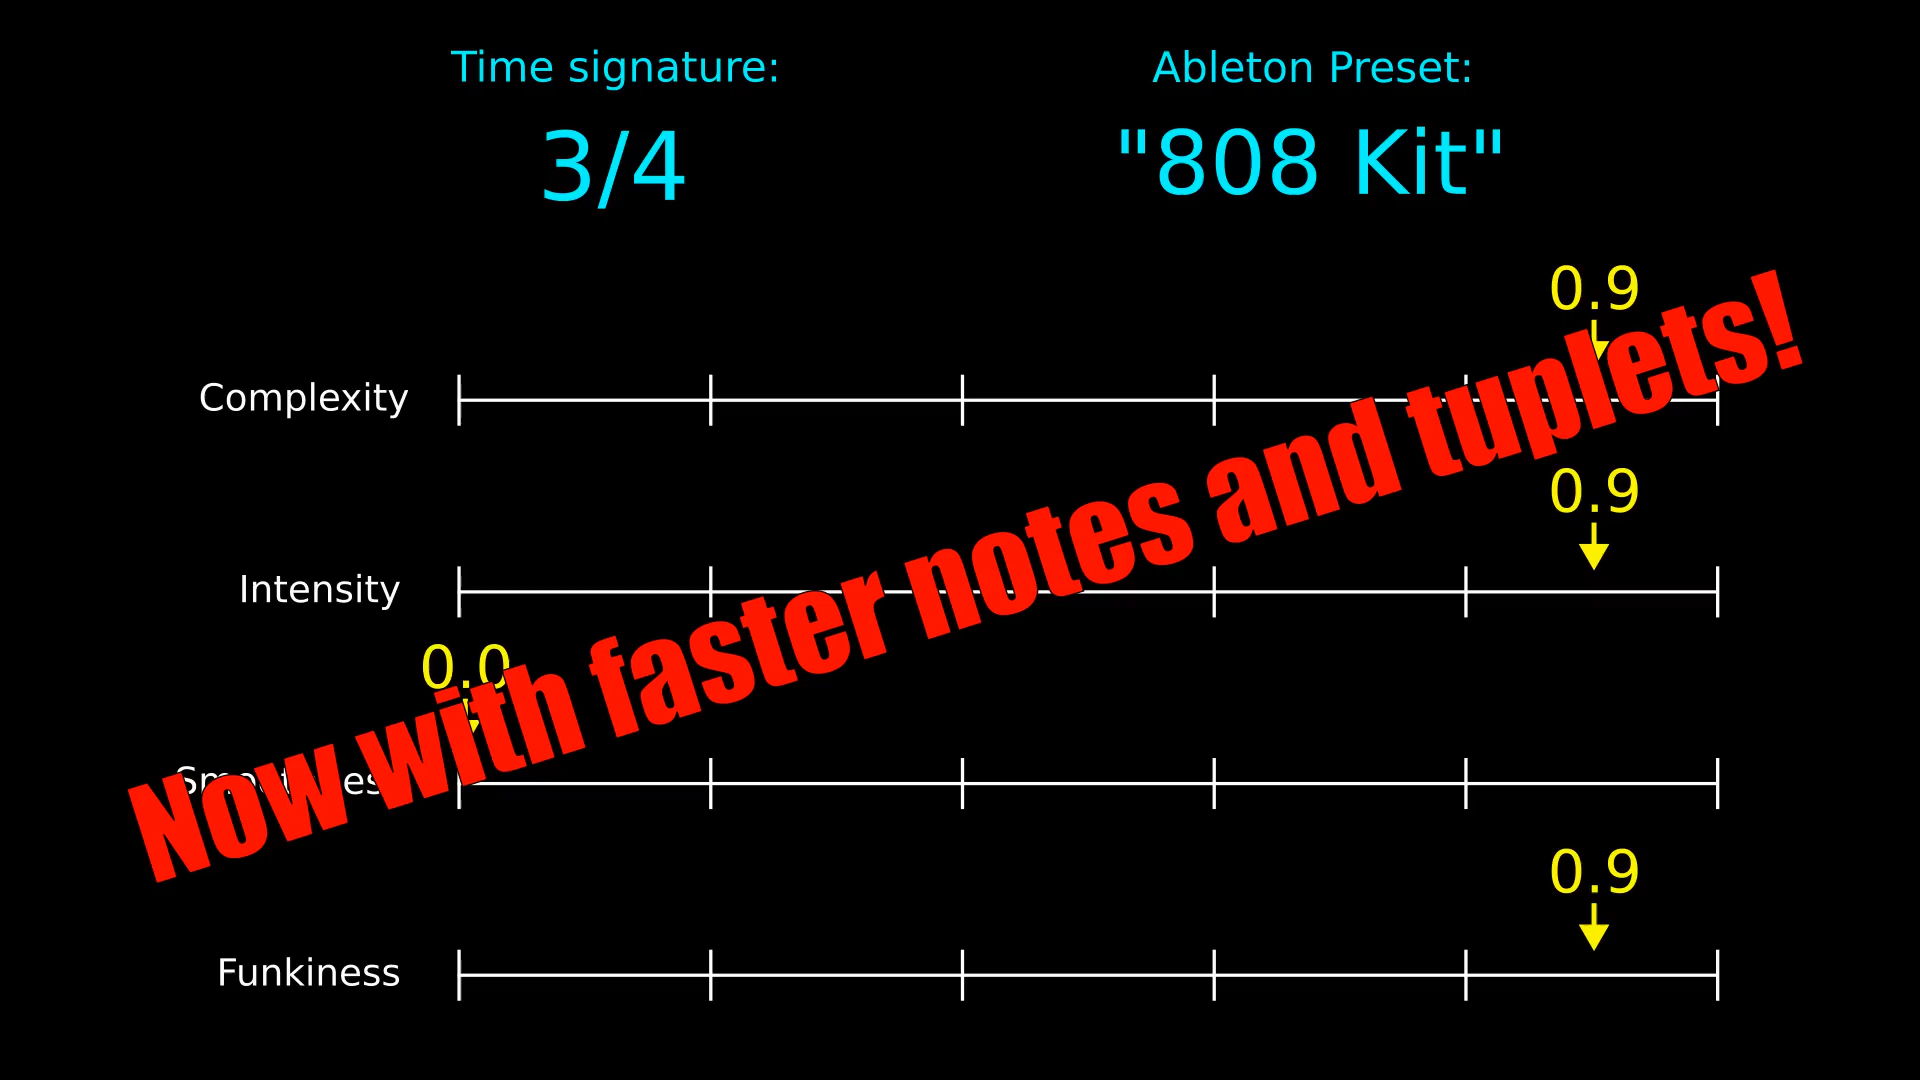 Time signature:
3/4
Ableton Preset:
"808 Kit"
0.9
Complexity
0.9
Intensity
0.0
Smoothness
0.9
Funkiness
Now with faster notes and tuplets!